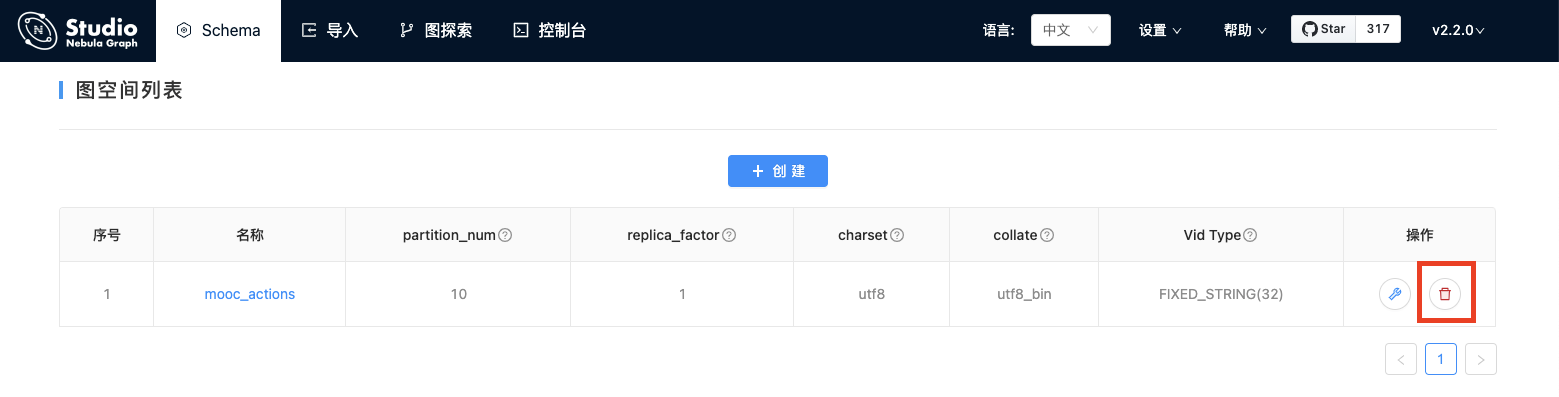 Studio
Nebula Graph
Schema
导入
图探索
控制台
语言:
中文
设置
帮助
Star
317
v2.2.0
图空间列表
+ 创建
序号 名称 partition_num replica_factor charset collate Vid Type 操作
1 mooc_actions 10 1 utf8 utf8_bin FIXED_STRING(32)
< 1 >